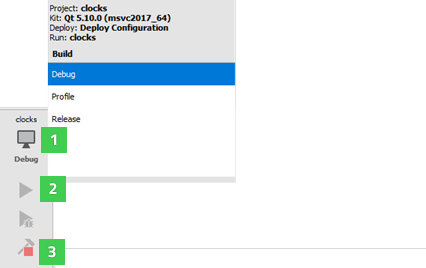 Project: clocks
Kit: Qt 5.10.0 (msvc2017_64)
Deploy: Deploy Configuration
Run: clocks
Build
Debug
Profile
Release
clocks
1
Debug
2
3